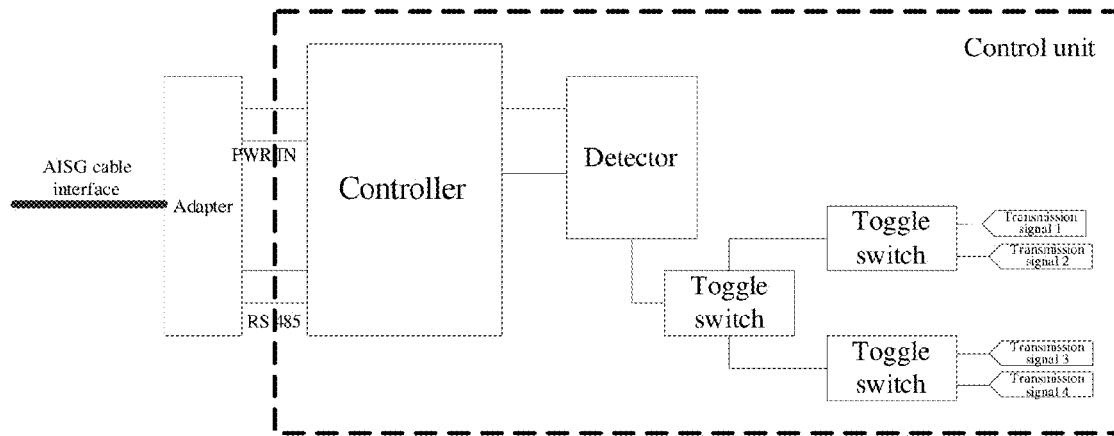 Control unit
AISG cable
interface
Adapter
PWR IN
RS 485
Controller
Detector
Toggle
switch
Toggle
switch
Transmission
signal 1
Transmission
signal 2
Toggle
switch
Transmission
signal 3
Transmission
signal 4